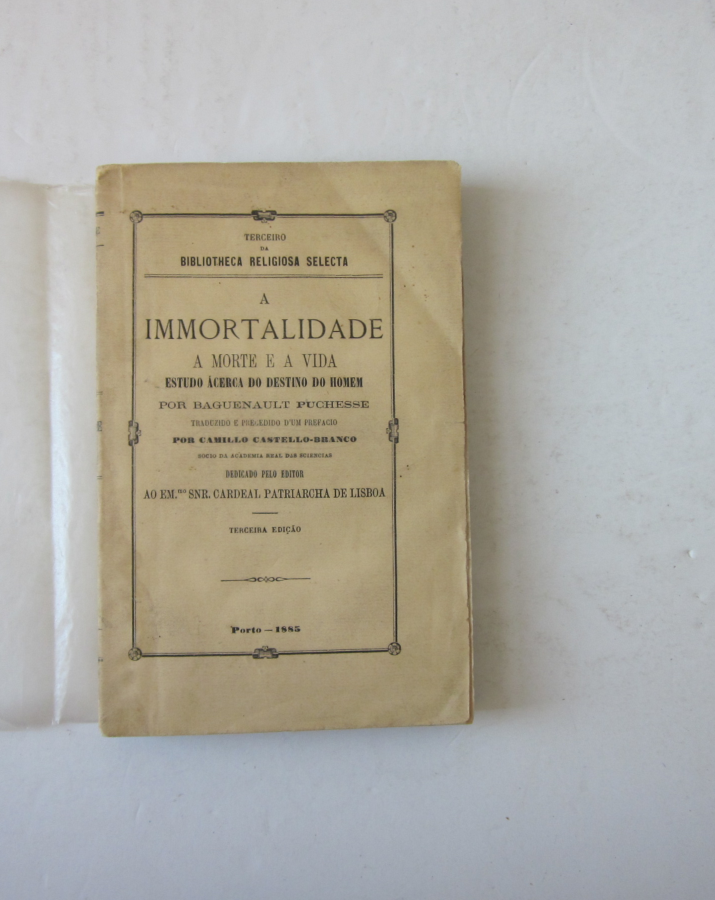 TERCEIRO
DA
BIBLIOTHECA RELIGIOSA SELECTA
A
IMMORTALIDADE
A MORTE E A VIDA
ESTUDO ÁCERCA DO DESTINO DO HOMEM
POR BAGUENAULT PUCHESSE
TRADUZIDO E PRECEDIDO D'UM PREFACIO
POR CAMILLO CASTELLO-BRANCO
SOCIO DA ACADEMIA REAL DAS SCIENCIAS
DEDICADO PELO EDITOR
AO EM.mo SNR. CARDEAL PATRIARCHA DE LISBOA
TERCEIRA EDIÇÃO
Porto — 1885